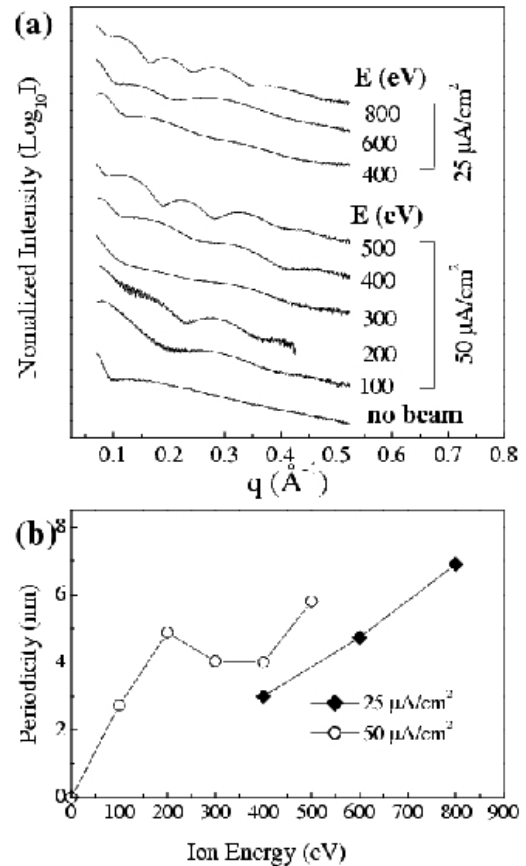 (a)
Nomalized Intensity (Log10I)
E (eV)
800
600
400
25 μA/cm²
E (cV)
500
400
300
200
100
50 μA/cm²
no beam
0.1 0.2 0.3 0.4 0.5 0.6 0.7 0.8
q (Å⁻¹)
(b)
Periodicity (nm)
8
6
4
2
0
25 μA/cm²
50 μA/cm²
0 100 200 300 400 500 600 700 800 900
Ion Energy (cV)